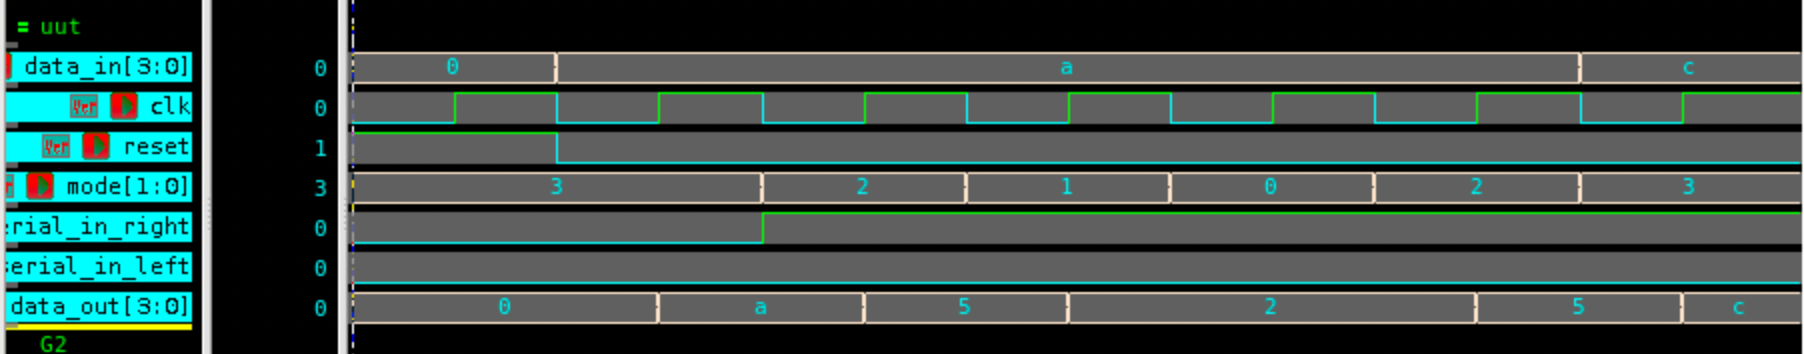 = uut
data_in[3:0] 0 0 a c
Ver clk 0
Ver reset 1
mode[1:0] 3 3 2 1 0 2 3
rial_in_right 0
erial_in_left 0
data_out[3:0] 0 0 a 5 2 5 c
G2